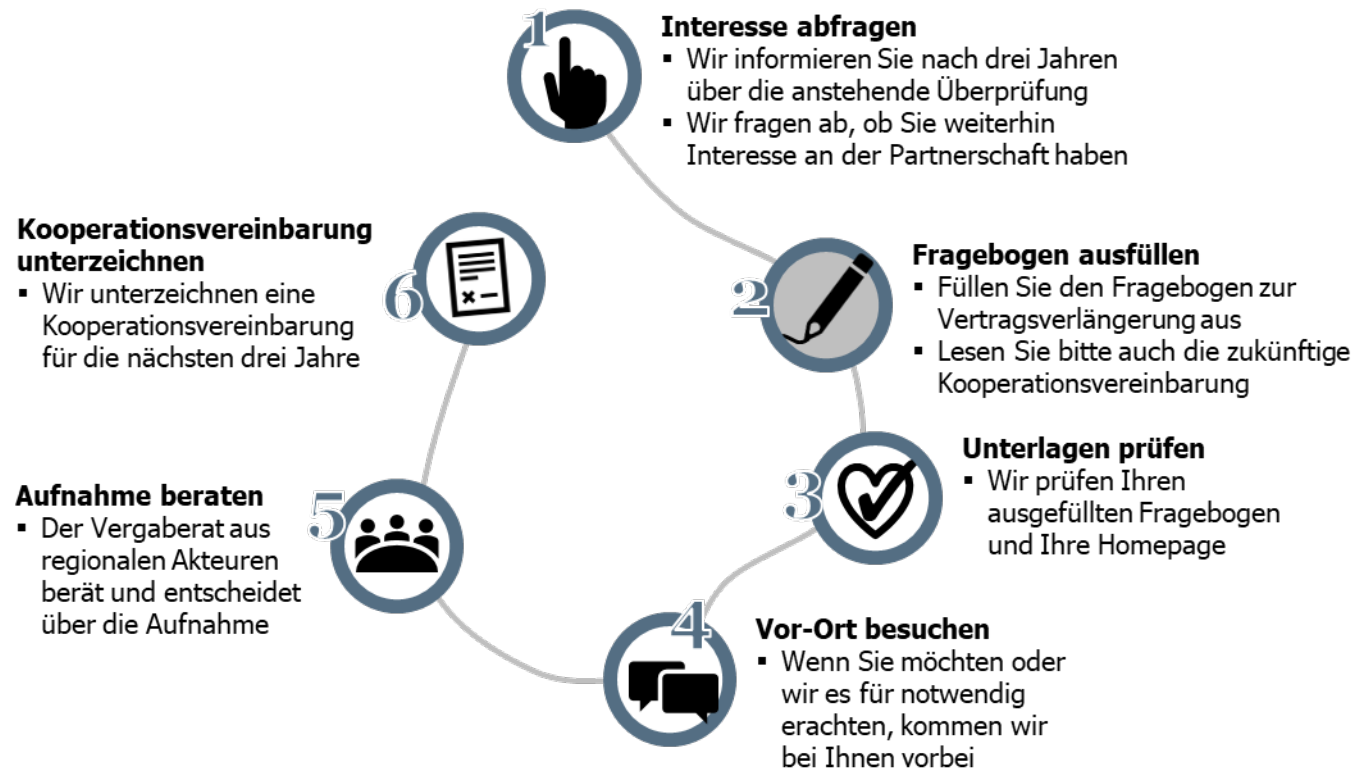 1
Interesse abfragen
▪ Wir informieren Sie nach drei Jahren
über die anstehende Überprüfung
▪ Wir fragen ab, ob Sie weiterhin
Interesse an der Partnerschaft haben
2
Fragebogen ausfüllen
▪ Füllen Sie den Fragebogen zur
Vertragsverlängerung aus
▪ Lesen Sie bitte auch die zukünftige
Kooperationsvereinbarung
3
Unterlagen prüfen
▪ Wir prüfen Ihren
ausgefüllten Fragebogen
und Ihre Homepage
4
Vor-Ort besuchen
▪ Wenn Sie möchten oder
wir es für notwendig
erachten, kommen wir
bei Ihnen vorbei
5
Aufnahme beraten
▪ Der Vergaberat aus
regionalen Akteuren
berät und entscheidet
über die Aufnahme
6
Kooperationsvereinbarung
unterzeichnen
▪ Wir unterzeichnen eine
Kooperationsvereinbarung
für die nächsten drei Jahre